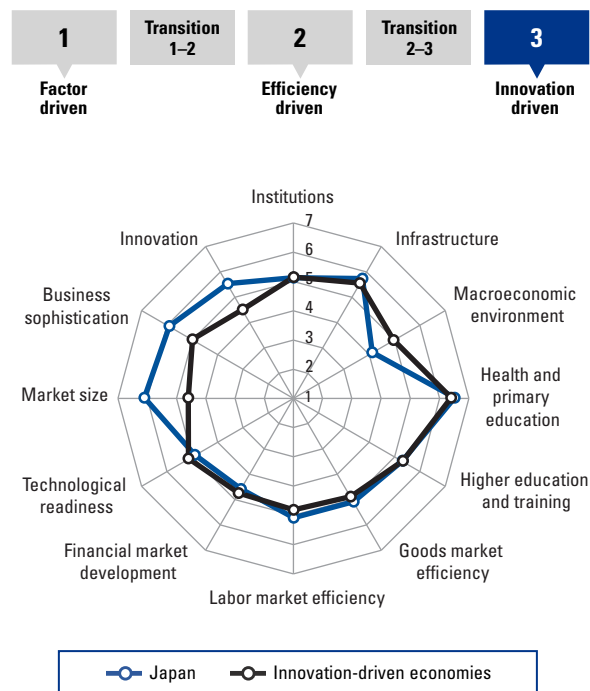 1
Transition
1–2
2
Transition
2–3
3
Factor
driven
Efficiency
driven
Innovation
driven
Institutions
7
Innovation
Infrastructure
6
5
Business
sophistication
Macroeconomic
environment
4
3
2
Market size
1
Health and
primary
education
Technological
readiness
Higher education
and training
Financial market
development
Goods market
efficiency
Labor market efficiency
Japan
Innovation-driven economies